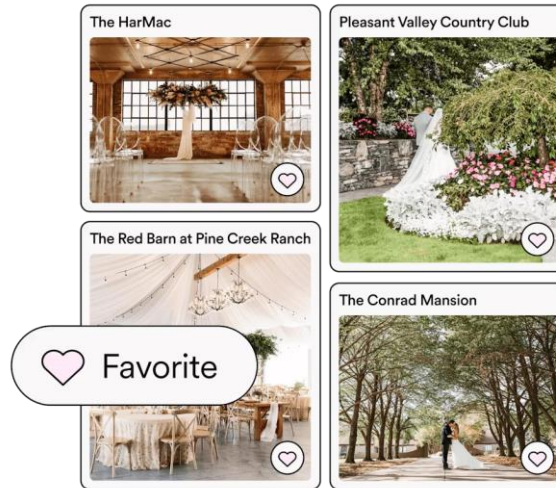 The HarMac
Pleasant Valley Country Club
The Red Barn at Pine Creek Ranch
The Conrad Mansion
Favorite